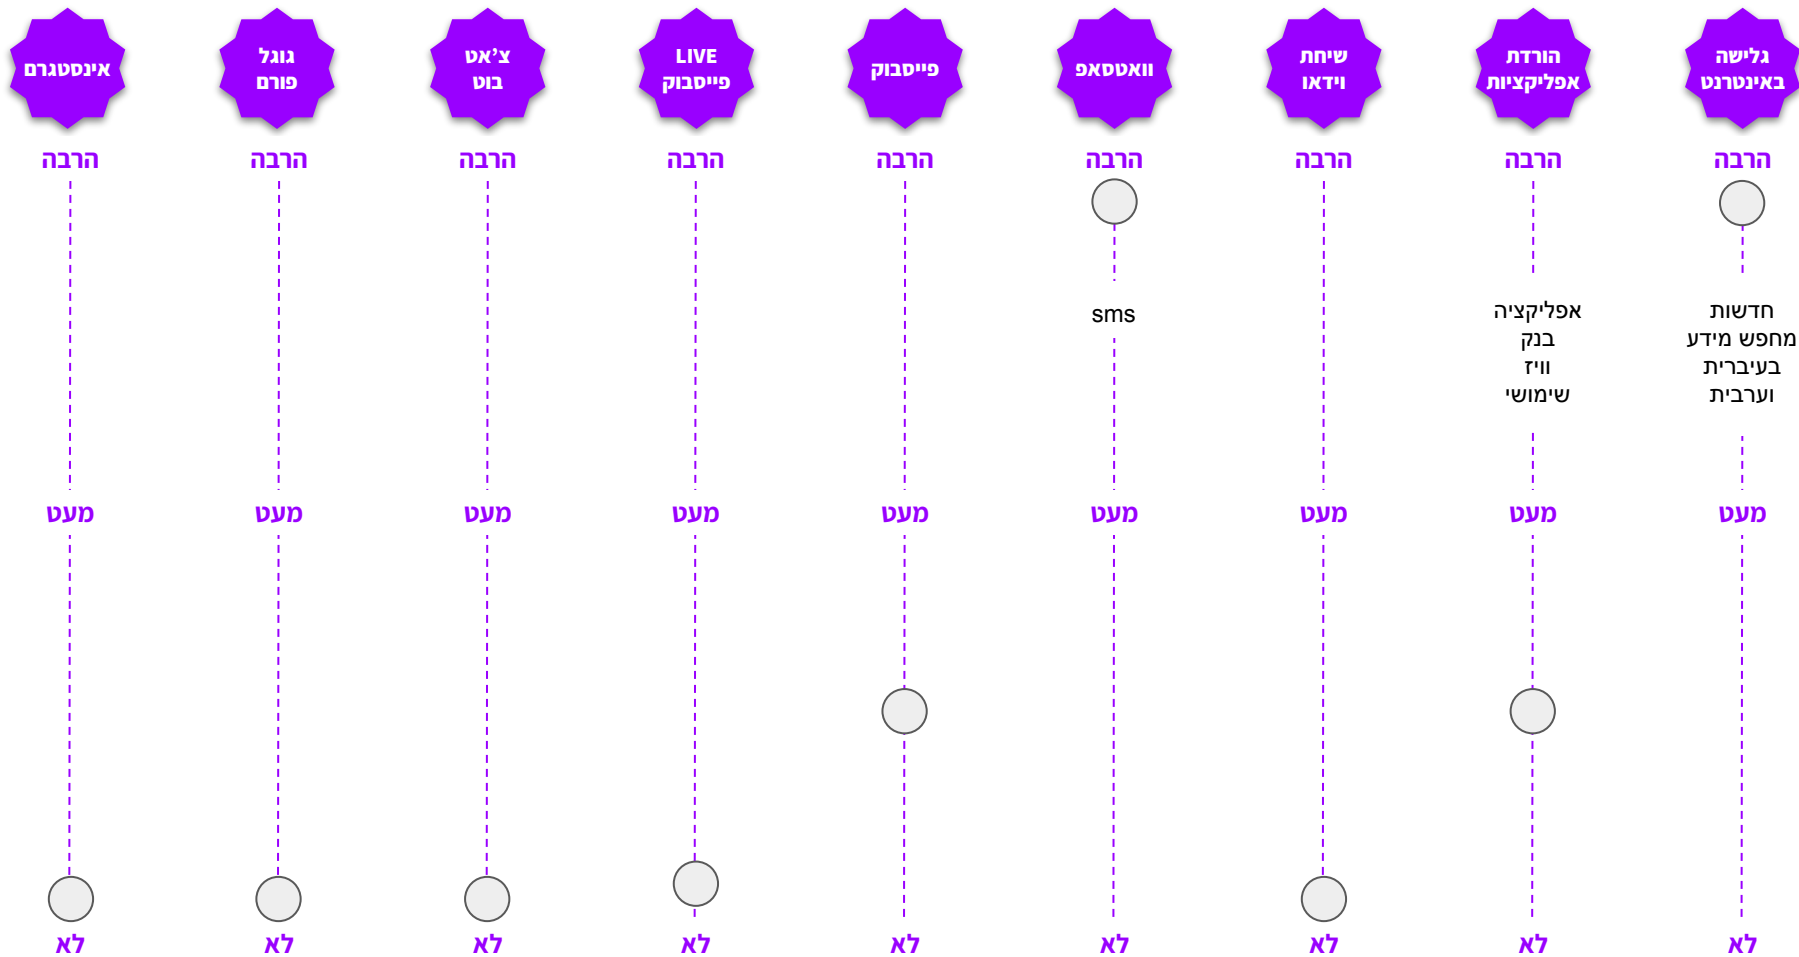 גלישה
באינטרנט
הרבה
חדשות
מחפש מידע
בעיברית
וערבית
מעט
לא
הורדת
אפליקציות
הרבה
אפליקציה
בנק
וויז
שימושי
מעט
לא
שיחת
וידאו
הרבה
מעט
לא
וואטסאפ
הרבה
sms
מעט
לא
פייסבוק
הרבה
מעט
לא
LIVE
פייסבוק
הרבה
מעט
לא
צ'אט
בוט
הרבה
מעט
לא
גוגל
פורם
הרבה
מעט
לא
אינסטגרם
הרבה
מעט
לא